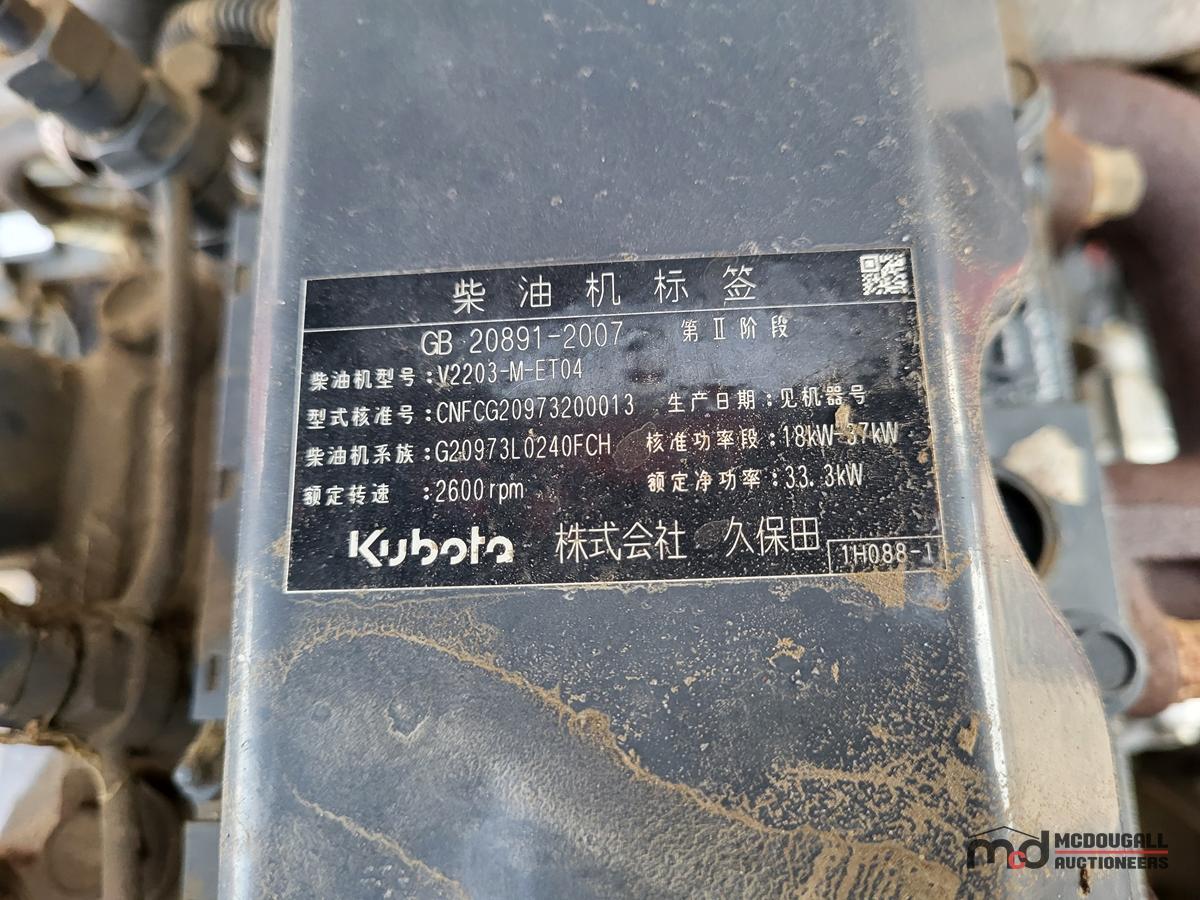 柴油机标签
GB 20891-2007 第Ⅱ阶段
柴油机型号:V2203-M-ET04
型式核准号:CNFCG20973200013 生产日期:见机器号
柴油机系族:G20973L0240FCH 核准功率段:18kW-37kW
额定转速 :2600rpm 额定净功率:33.3kW
Kubota 株式会社 久保田 1H088-1
mcd MCDOUGALL
AUCTIONEERS